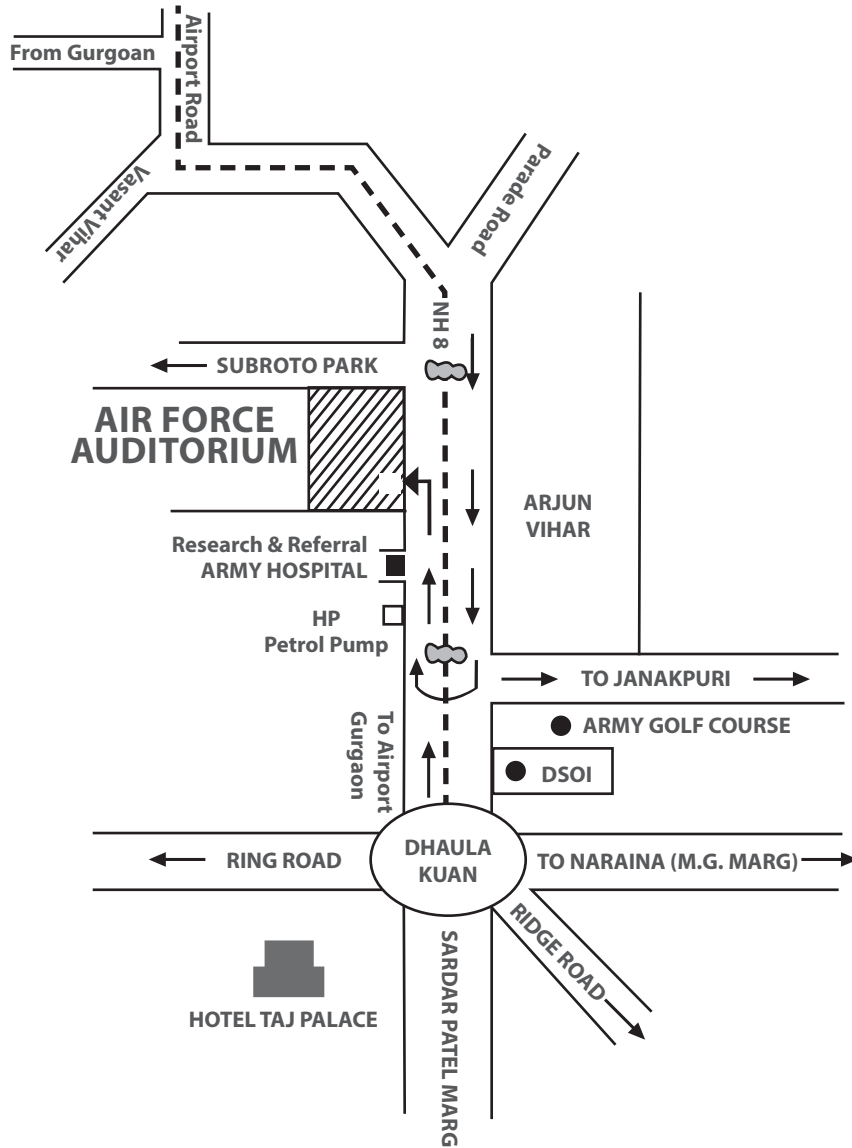 From Gurgoan
Airport Road
Vasant Vihar
Parade Road
NH 8
SUBROTO PARK
AIR FORCE
AUDITORIUM
ARJUN
VIHAR
Research & Referral
ARMY HOSPITAL
HP
Petrol Pump
TO JANAKPURI
ARMY GOLF COURSE
To Airport
Gurgaon
DSOI
RING ROAD
DHAULA
KUAN
TO NARAINA (M.G. MARG)
RIDGE ROAD
SARDAR PATEL MARG
HOTEL TAJ PALACE